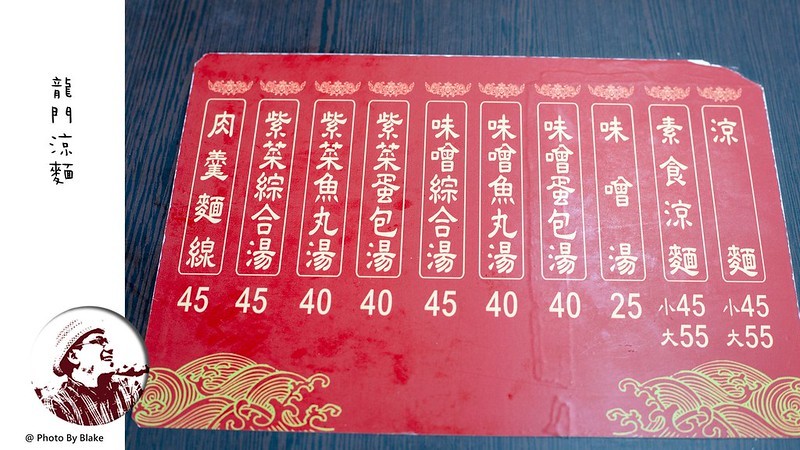 龍門涼麵
涼麵
小45
大55
素食涼麵
小45
大55
味噌湯
25
味噌蛋包湯
40
味噌魚丸湯
40
味噌綜合湯
45
紫菜蛋包湯
40
紫菜魚丸湯
40
紫菜綜合湯
45
肉羹麵線
45
@ Photo By Blake